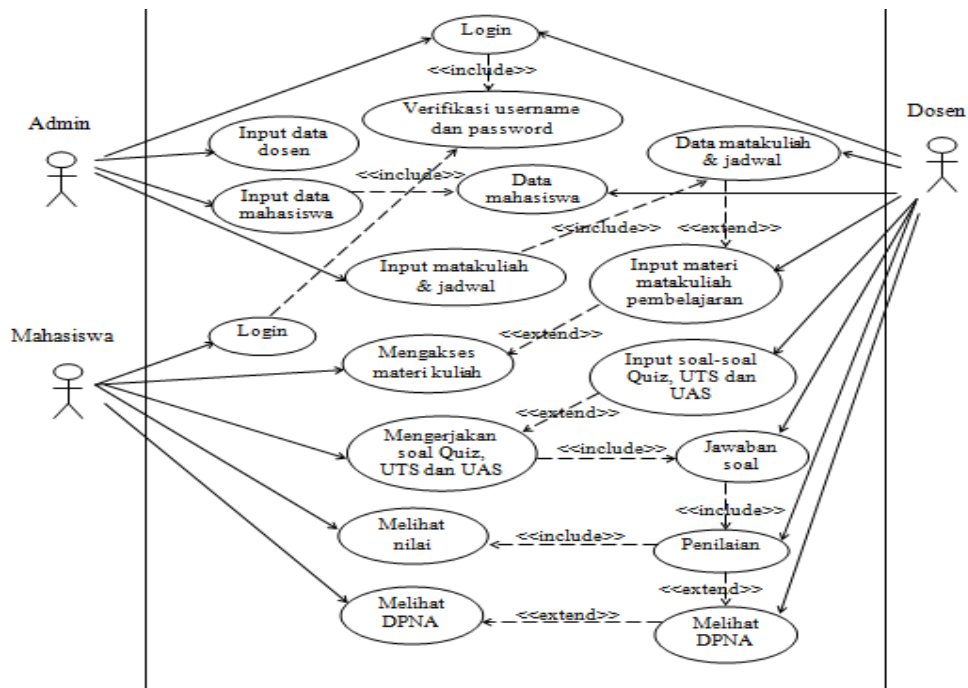 Login
<<include>>
Admin
Dosen
Verifikasi username
dan password
Input data
dosen
Data matakuliah
& jadwal
<<include>>
Input data
mahasiswa
Data
mahasiswa
<<include>>
<<extend>>
Input matakuliah
& jadwal
Input materi
matakuliah
pembelajaran
Mahasiswa
Login
<<extend>>
Mengakses
materi kuliah
Input soal-soal
Quiz, UTS dan
UAS
<<extend>>
Mengerjakan
soal Quiz,
UTS dan UAS
<<include>>
Jawaban
soal
<<include>>
Melihat
nilai
<<include>>
Penilaian
<<extend>>
Melihat
DPNA
<<extend>>
Melihat
DPNA